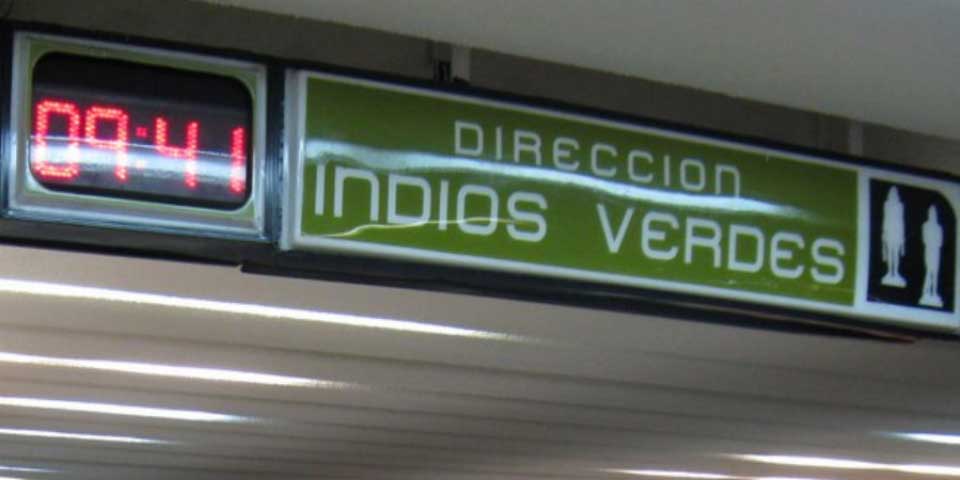 09:41
DIRECCION
INDIOS VERDES